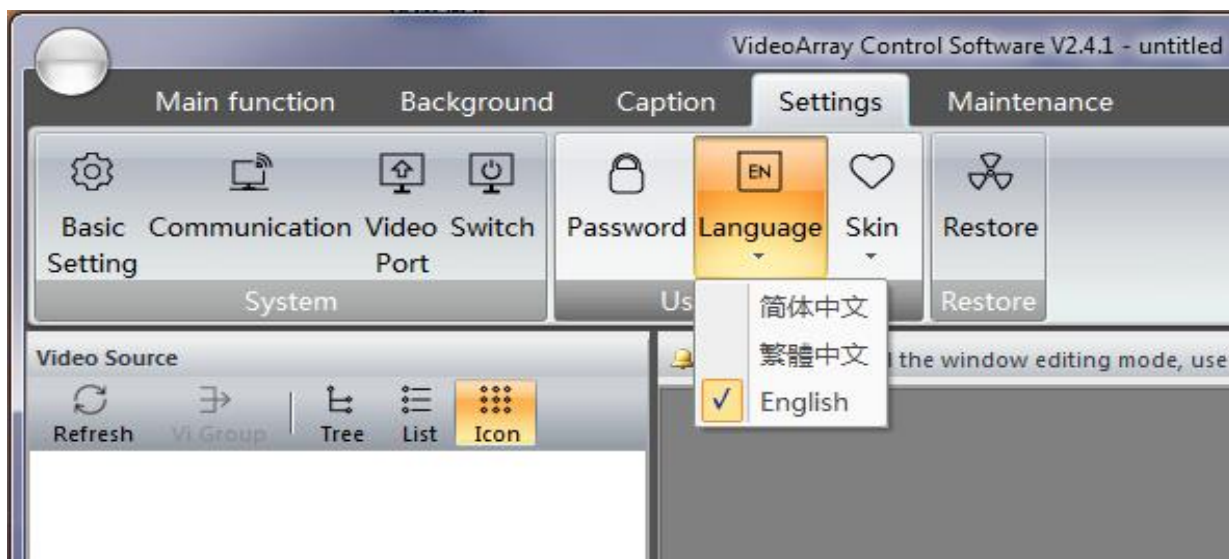 VideoArray Control Software V2.4.1 - untitled
Main function Background Caption Settings Maintenance
EN
Basic Setting Communication Video Port Switch Password Language Skin Restore
System Us Restore
简体中文
繁體中文
English
Video Source
the window editing mode, use
Refresh Vi Group Tree List Icon